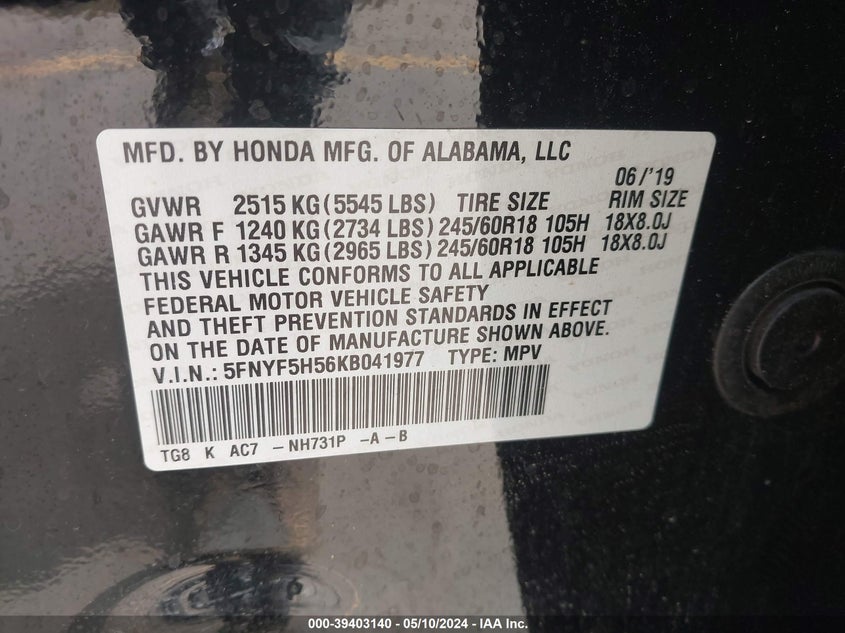 MFD. BY HONDA MFG. OF ALABAMA, LLC
06/'19
GVWR 2515 KG(5545 LBS) TIRE SIZE RIM SIZE
GAWR F 1240 KG(2734 LBS) 245/60R18 105H 18X8.0J
GAWR R 1345 KG(2965 LBS) 245/60R18 105H 18X8.0J
THIS VEHICLE CONFORMS TO ALL APPLICABLE
FEDERAL MOTOR VEHICLE SAFETY
AND THEFT PREVENTION STANDARDS IN EFFECT
ON THE DATE OF MANUFACTURE SHOWN ABOVE.
V.I.N.: 5FNYF5H56KB041977 TYPE: MPV
TG8 K AC7 -NH731P -A-B
000-39403140 - 05/10/2024 - IAA Inc.